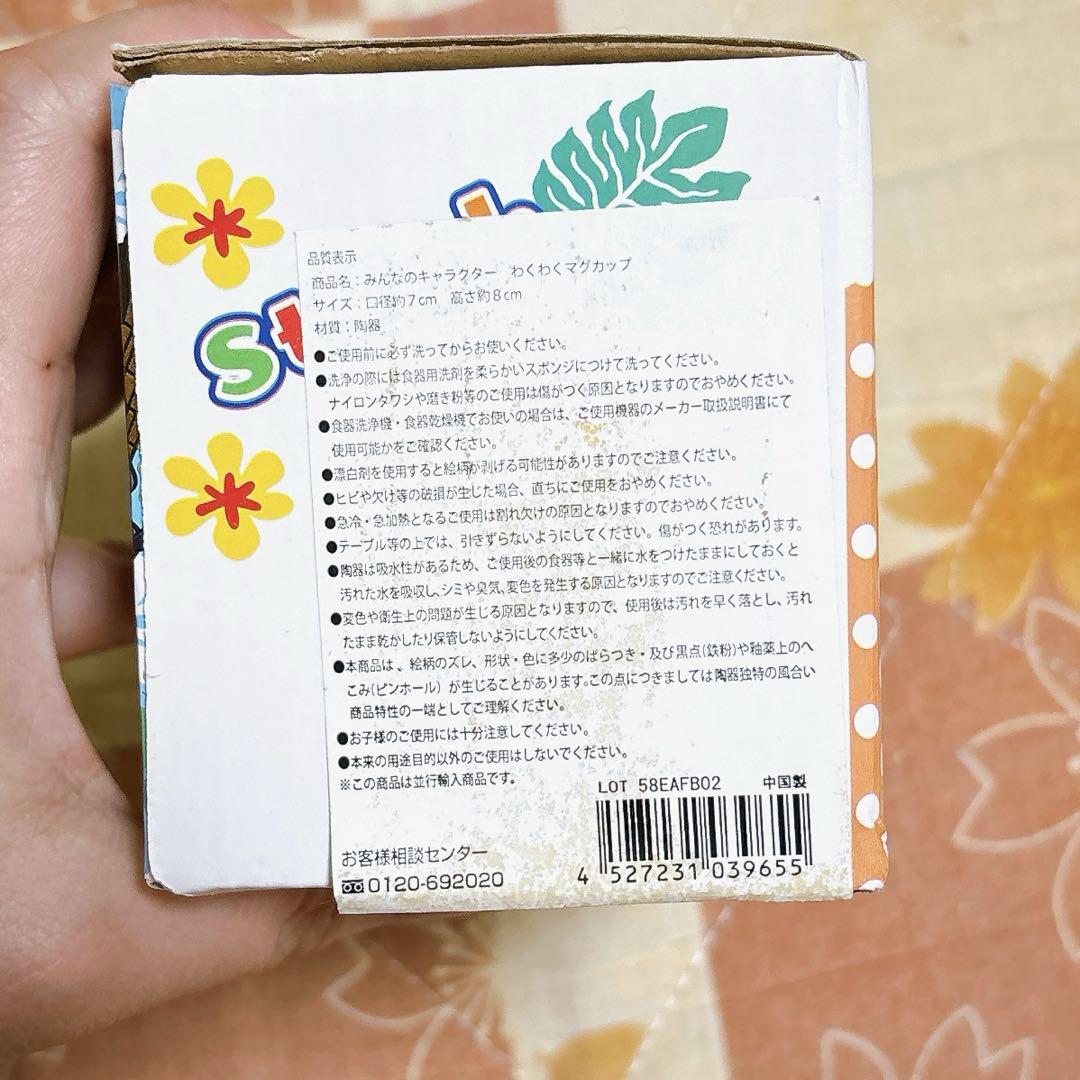 st
品質表示
商品名：みんなのキャラクター わくわくマグカップ
サイズ：口径約7cm 高さ約8cm
材質：陶器
●ご使用前に必ず洗ってからお使いください。
●洗浄の際には食器用洗剤を柔らかいスポンジにつけて洗ってください。
ナイロンタワシや磨き粉等のご使用は傷がつく原因となりますのでおやめください。
●食器洗浄機・食器乾燥機でお使いの場合は、ご使用機器のメーカー取扱説明書にて
使用可能かをご確認ください。
●漂白剤を使用すると絵柄が剥げる可能性がありますのでご注意ください。
●ヒビや欠け等の破損が生じた場合、直ちにご使用をおやめください。
●急冷・急加熱となるご使用は割れ欠けの原因となりますのでおやめください。
●テーブル等の上では、引きずらないようにしてください。傷がつく恐れがあります。
●陶器は吸水性があるため、ご使用後の食器等と一緒に水をつけたままにしておくと
汚れた水を吸収し、シミや臭気、変色を発生する原因となりますのでご注意ください。
●変色や衛生上の問題が生じる原因となりますので、使用後は汚れを早く落とし、汚れ
たまま乾かしたり保管しないようにしてください。
●本商品は、絵柄のズレ、形状・色に多少のばらつき・及び黒点(鉄粉)や釉薬上のへ
こみ(ピンホール)が生じることがあります。この点につきましては陶器独特の風合い
商品特性の一端としてご理解ください。
●お子様のご使用には十分注意してください。
●本来の用途目的以外のご使用はしないでください。
※この商品は並行輸入商品です。
LOT 58EAFB02 中国製
お客様相談センター
0120-692020
4 527231 039655